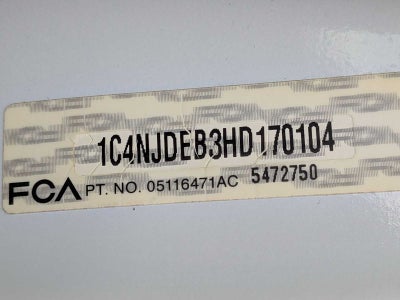 1C4NJDEB3HD170104
FCA PT. NO. 05116471AC 5472750